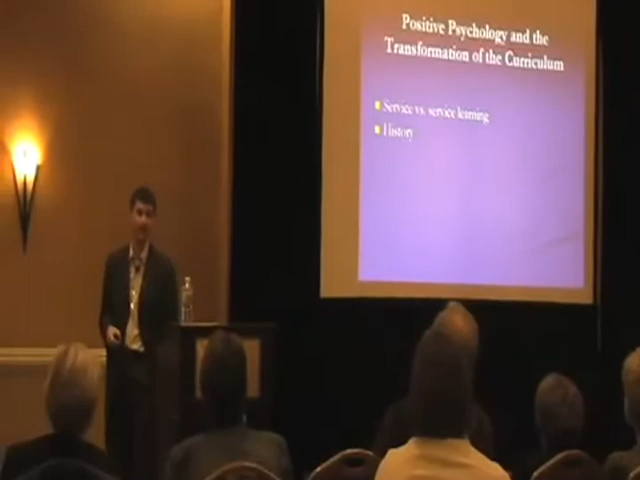 Positive Psychology and the
Transformation of the Curriculum
Service vs. service learning
History